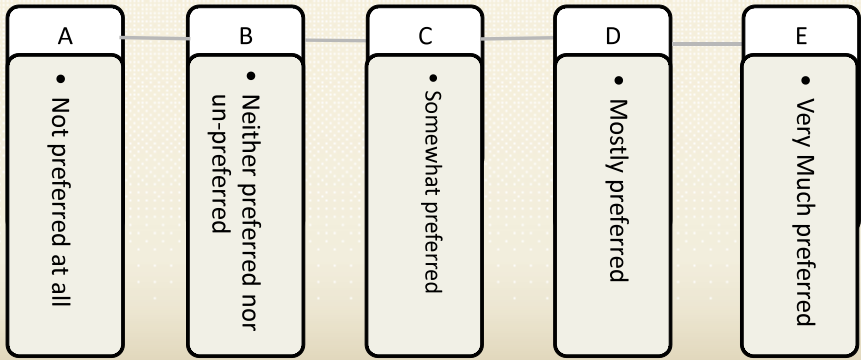 A
• Not preferred at all
B
• Neither preferred nor
un-preferred
C
• Somewhat preferred
D
• Mostly preferred
E
• Very Much preferred